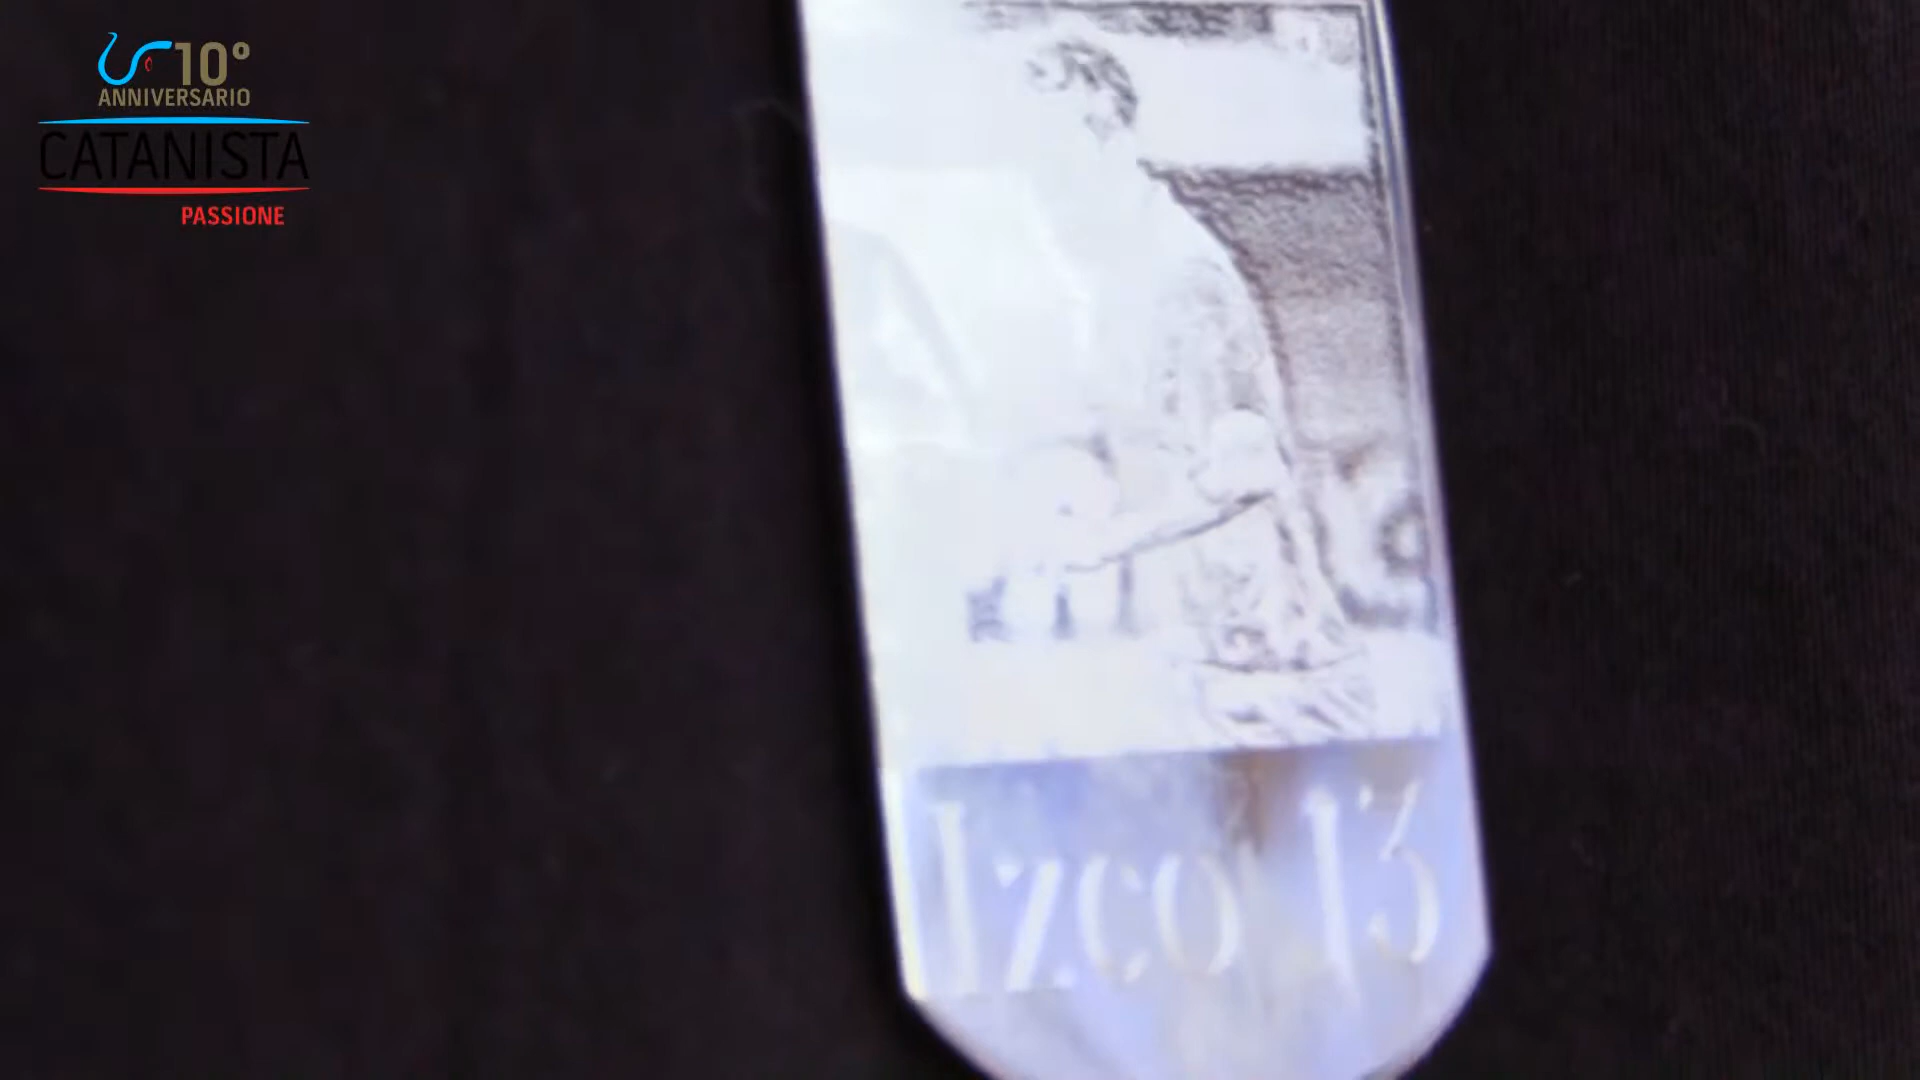 10°
ANNIVERSARIO
CATANISTA
PASSIONE
Izco 13